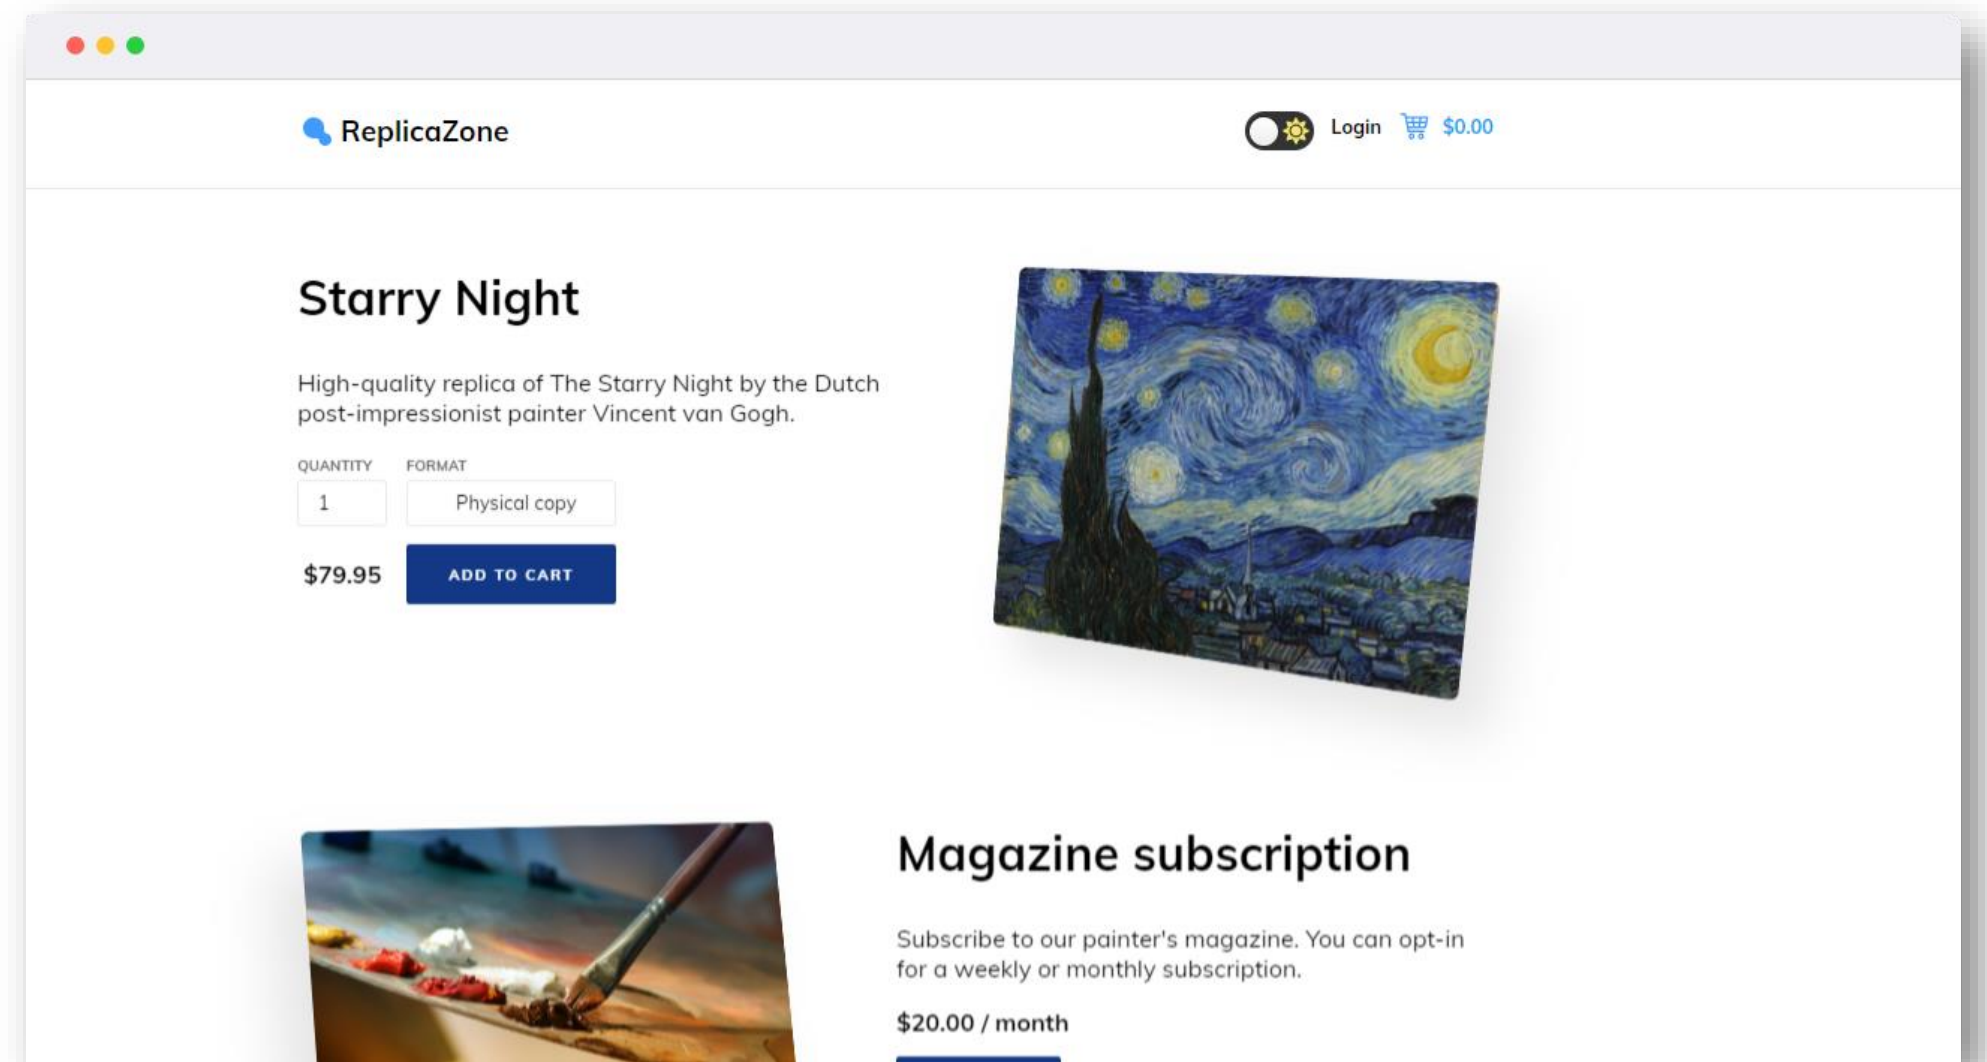 ReplicaZone
Login $0.00
Starry Night
High-quality replica of The Starry Night by the Dutch
post-impressionist painter Vincent van Gogh.
QUANTITY FORMAT
1 Physical copy
$79.95 ADD TO CART
Magazine subscription
Subscribe to our painter's magazine. You can opt-in
for a weekly or monthly subscription.
$20.00 / month